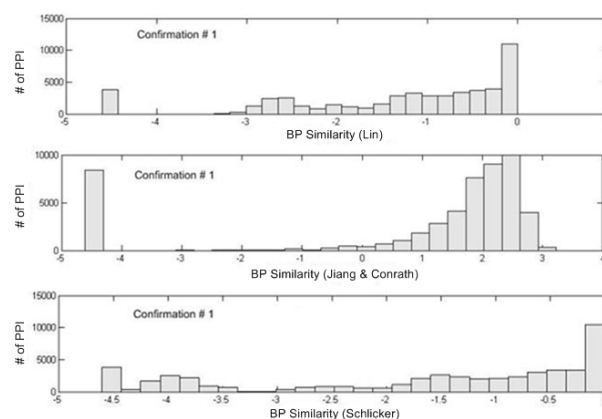 15000
Confirmation # 1
10000
# of PPI
5000
0
-5 -4 -3 -2 -1 0
BP Similarity (Lin)
10000
Confirmation # 1
# of PPI
5000
0
-5 -4 -3 -2 -1 0 1 2 3 4
BP Similarity (Jiang & Conrath)
15000
Confirmation # 1
10000
# of PPI
5000
0
-5 -4.5 -4 -3.5 -3 -2.5 -2 -1.5 -1 -0.5
BP Similarity (Schlicker)